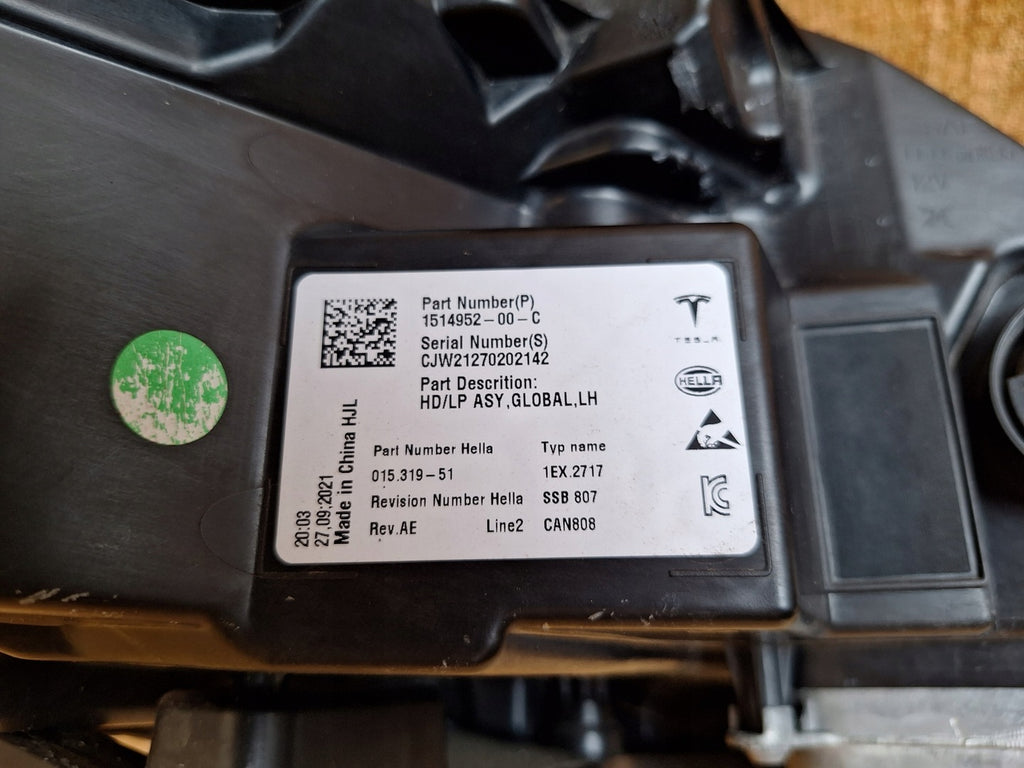 Part Number(P)
1514952-00-C
Serial Number(S)
CJW21270202142
Part Descrition:
HD/LP ASY,GLOBAL,LH
Part Number Hella Typ name
015.319-51 1EX.2717
Revision Number Hella SSB 807
Rev.AE Line2 CAN808
20:03
27,09:2021
Made in China HJL
TESLA
HELLA
12V